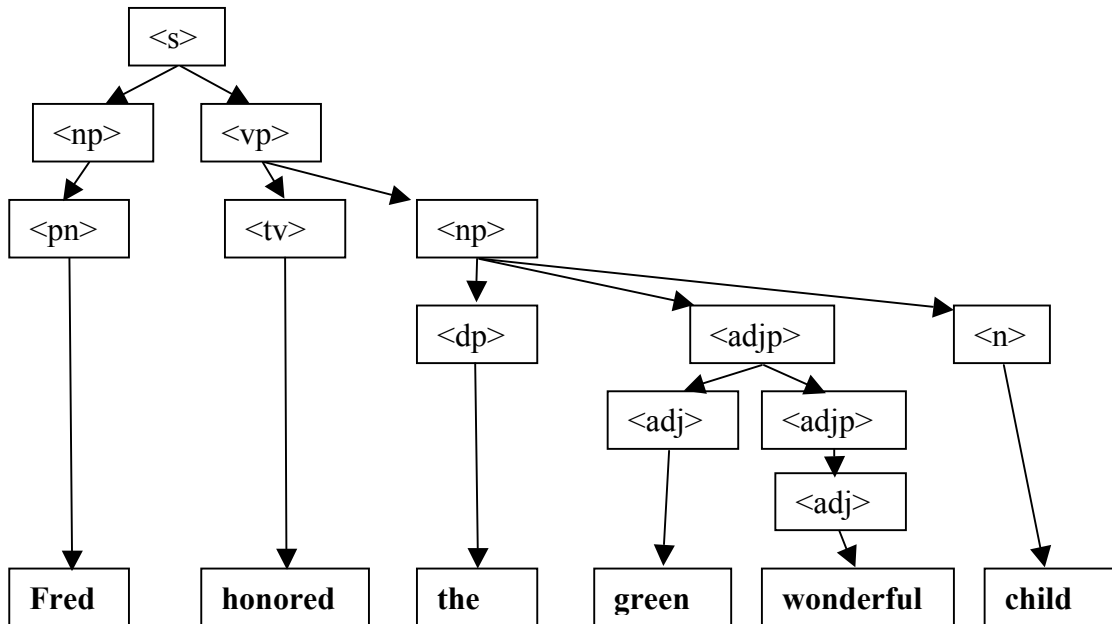 <s>
<np> <vp>
<pn> <tv> <np>
<dp> <adjp> <n>
<adj> <adjp>
<adj>
Fred honored the green wonderful child